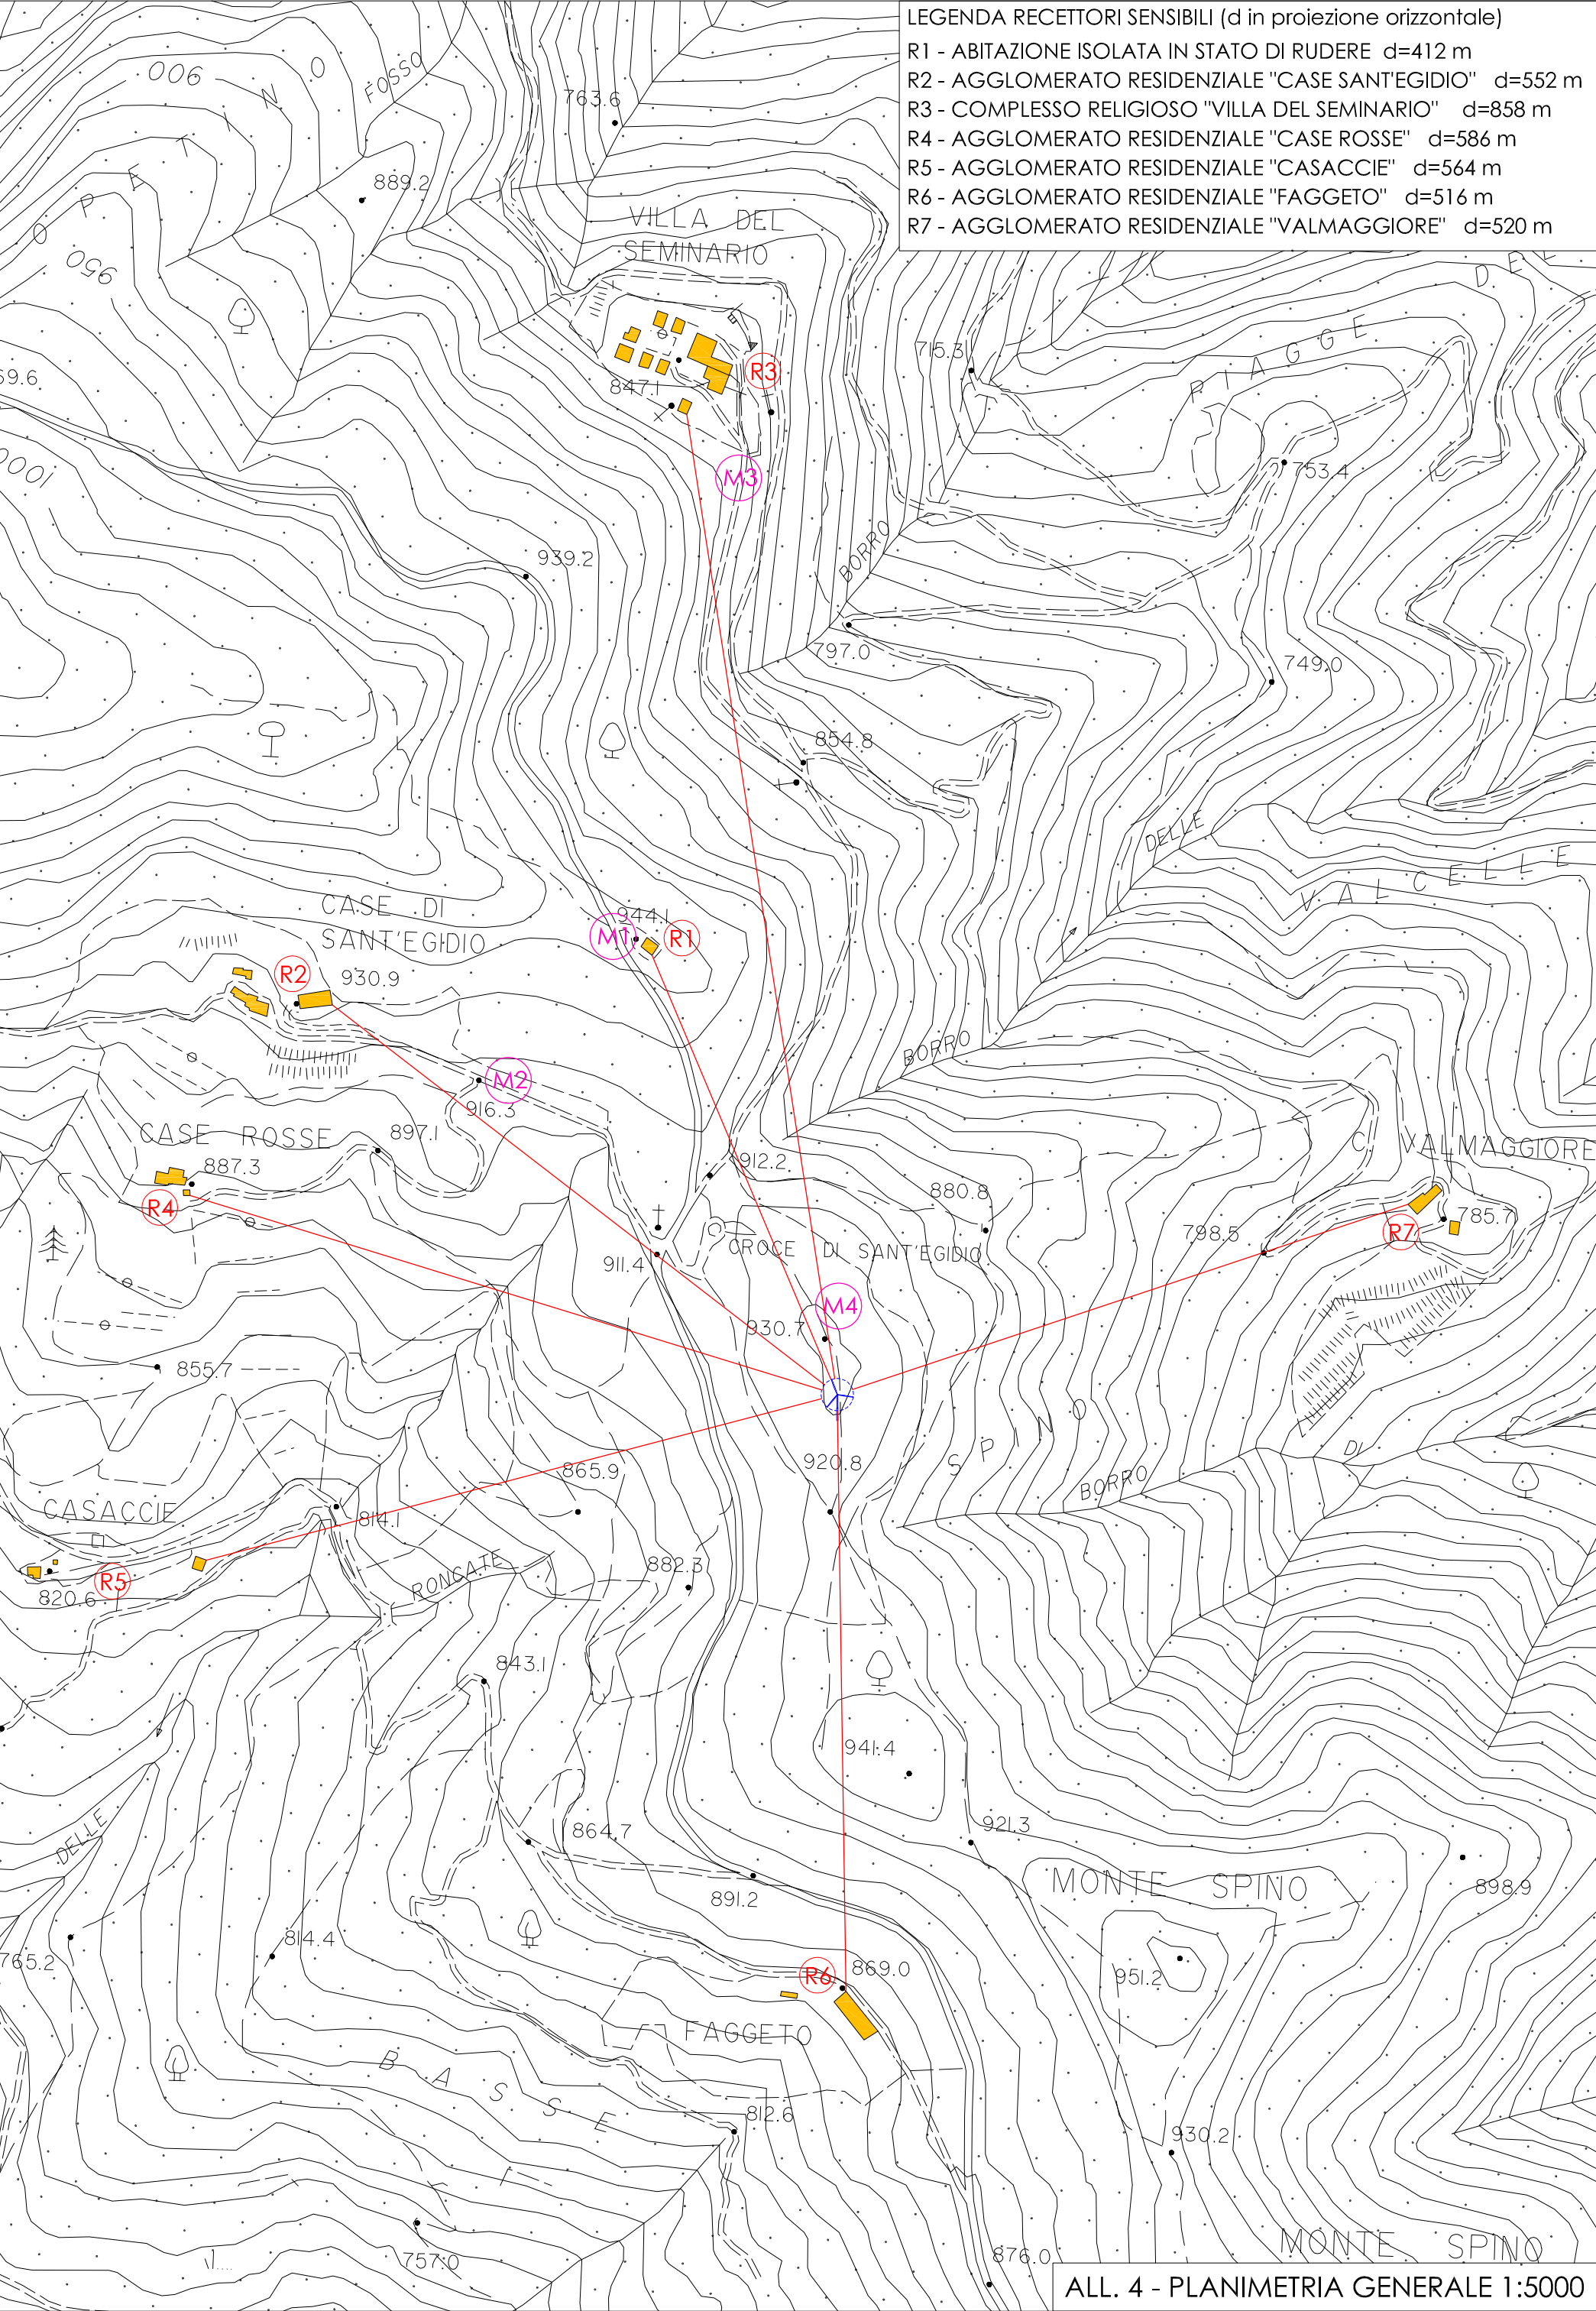 LEGENDA RECETTORI SENSIBILI (d in proiezione orizzontale)
R1 - ABITAZIONE ISOLATA IN STATO DI RUDERE d=412 m
R2 - AGGLOMERATO RESIDENZIALE "CASE SANT'EGIDIO" d=552 m
R3 - COMPLESSO RELIGIOSO "VILLA DEL SEMINARIO" d=858 m
R4 - AGGLOMERATO RESIDENZIALE "CASE ROSSE" d=586 m
R5 - AGGLOMERATO RESIDENZIALE "CASACCIE" d=564 m
R6 - AGGLOMERATO RESIDENZIALE "FAGGETO" d=516 m
R7 - AGGLOMERATO RESIDENZIALE "VALMAGGIORE" d=520 m
900
OPETINO
FOSSO
763.6
889.2
950
VILLA DEL
SEMINARIO
DEL
715.3
PIAGGE
R3
847.1
59.6
1000
M3
753.4
939.2
BORRO
797.0
749.0
854.8
DELLE
VALCELLE
CASE DI
SANT'EGIDIO
944.1
M1
R1
R2
930.9
BORRO
M2
916.3
CASE ROSSE
897.1
C. VALMAGGIORE
887.3
912.2
880.8
R4
798.5
785.7
R7
911.4
CROCE DI SANT'EGIDIO
M4
930.7
855.7
SPINO
DI
920.8
865.9
BORRO
CASACCIE
814.1
882.3
RONCATE
R5
820.6
843.1
941.4
921.3
864.7
DELLE
MONTE SPINO
891.2
898.9
814.4
765.2
R6
869.0
951.2
FAGGETO
BASSE
812.6
930.2
757.0
876.0
MONTE SPINO
ALL. 4 - PLANIMETRIA GENERALE 1:5000